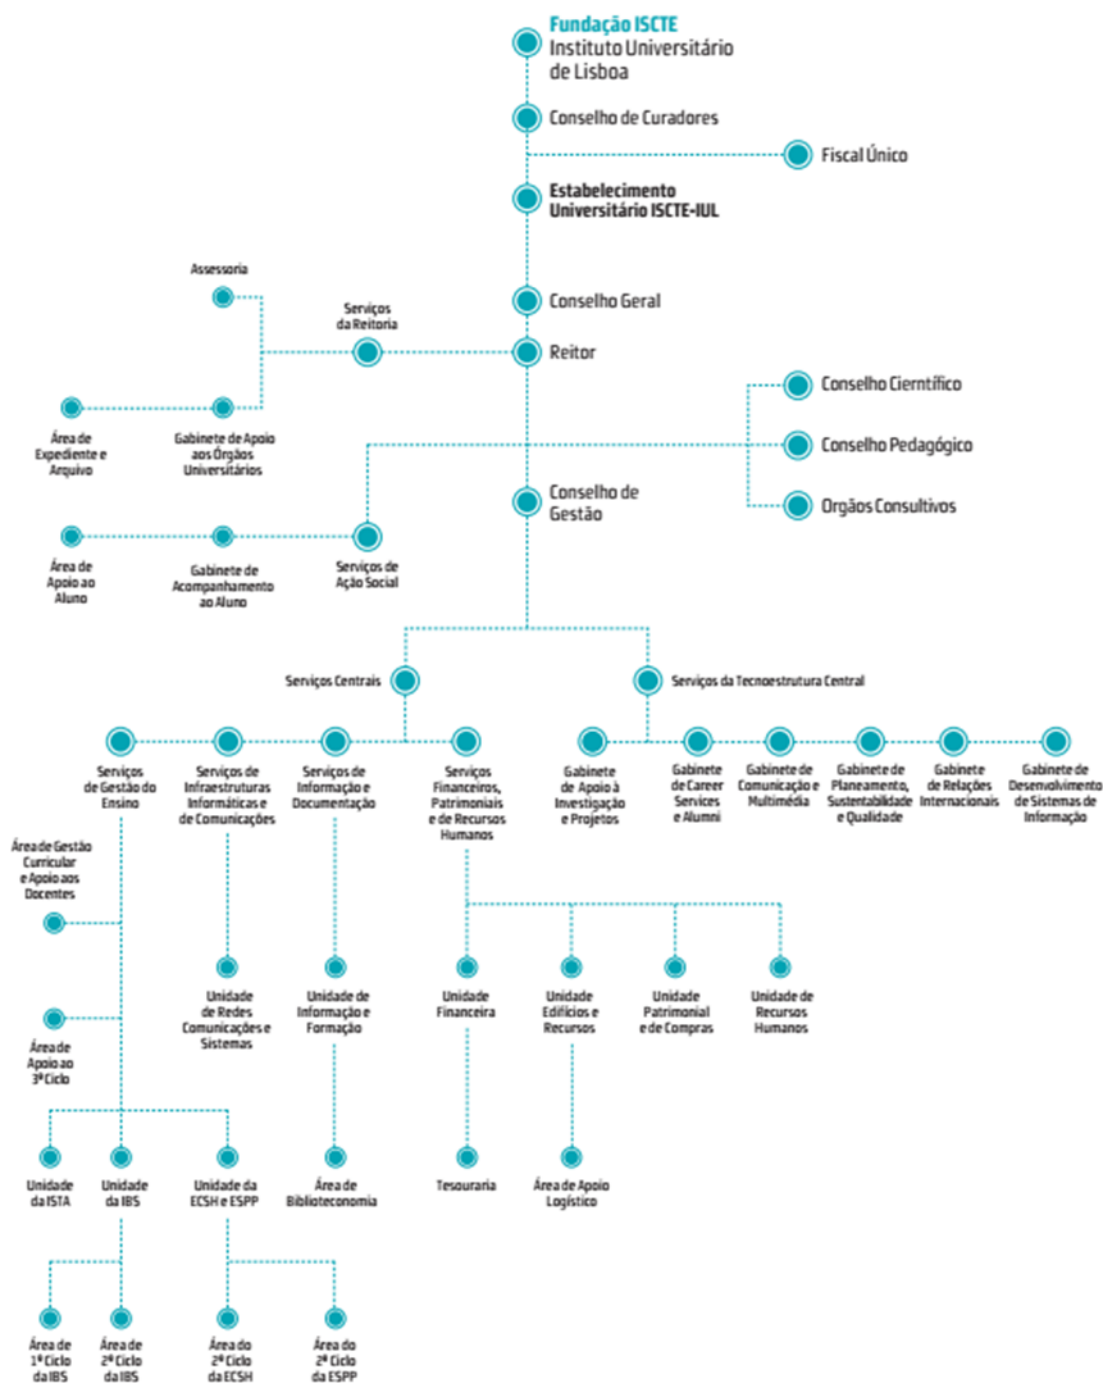 Fundação ISCTE
Instituto Universitário
de Lisboa
Conselho de Curadores
Fiscal Único
Estabelecimento
Universitário ISCTE-IUL
Assessoria
Conselho Geral
Serviços
da Reitoria
Reitor
Conselho Cierntífico
Área de
Expediente e
Arquivo
Gabinete de Apoio
aos Órgãos
Universitários
Conselho Pedagógico
Conselho de
Gestão
Orgãos Consultivos
Área de
Apoio ao
Aluno
Gabinete de
Acompanhamento
ao Aluno
Serviços de
Ação Social
Serviços Centrais
Serviços da Tecnoestrutura Central
Serviços
de Gestão do
Ensino
Serviços de
Infraestruturas
Informáticas e
de Comunicações
Serviços de
Informação e
Documentação
Serviços
Financeiros,
Patrimoniais
e de Recursos
Humanos
Gabinete
de Apoio à
Investigação
e Projetos
Gabinete
de Career
Services
e Alumni
Gabinete de
Comunicação e
Multimédia
Gabinete de
Planeamento,
Sustentabilidade
e Qualidade
Gabinete
de Relações
Internacionais
Gabinete de
Desenvolvimento
de Sistemas de
Informação
Área de Gestão
Curricular
e Apoio aos
Docentes
Unidade
de Redes
Comunicações e
Sistemas
Unidade de
Informação e
Formação
Unidade
Financeira
Unidade
Edifícios e
Recursos
Unidade
Patrimonial
e de Compras
Unidade de
Recursos
Humanos
Área de
Apoio ao
3º Ciclo
Unidade
da ISTA
Unidade
da IBS
Unidade da
ECSH e ESPP
Área de
Biblioteconomia
Tesouraria
Área de Apoio
Logístico
Área de
1º Ciclo
da IBS
Área de
2º Ciclo
da IBS
Área do
2º Ciclo
da ECSH
Área do
2º Ciclo
da ESPP